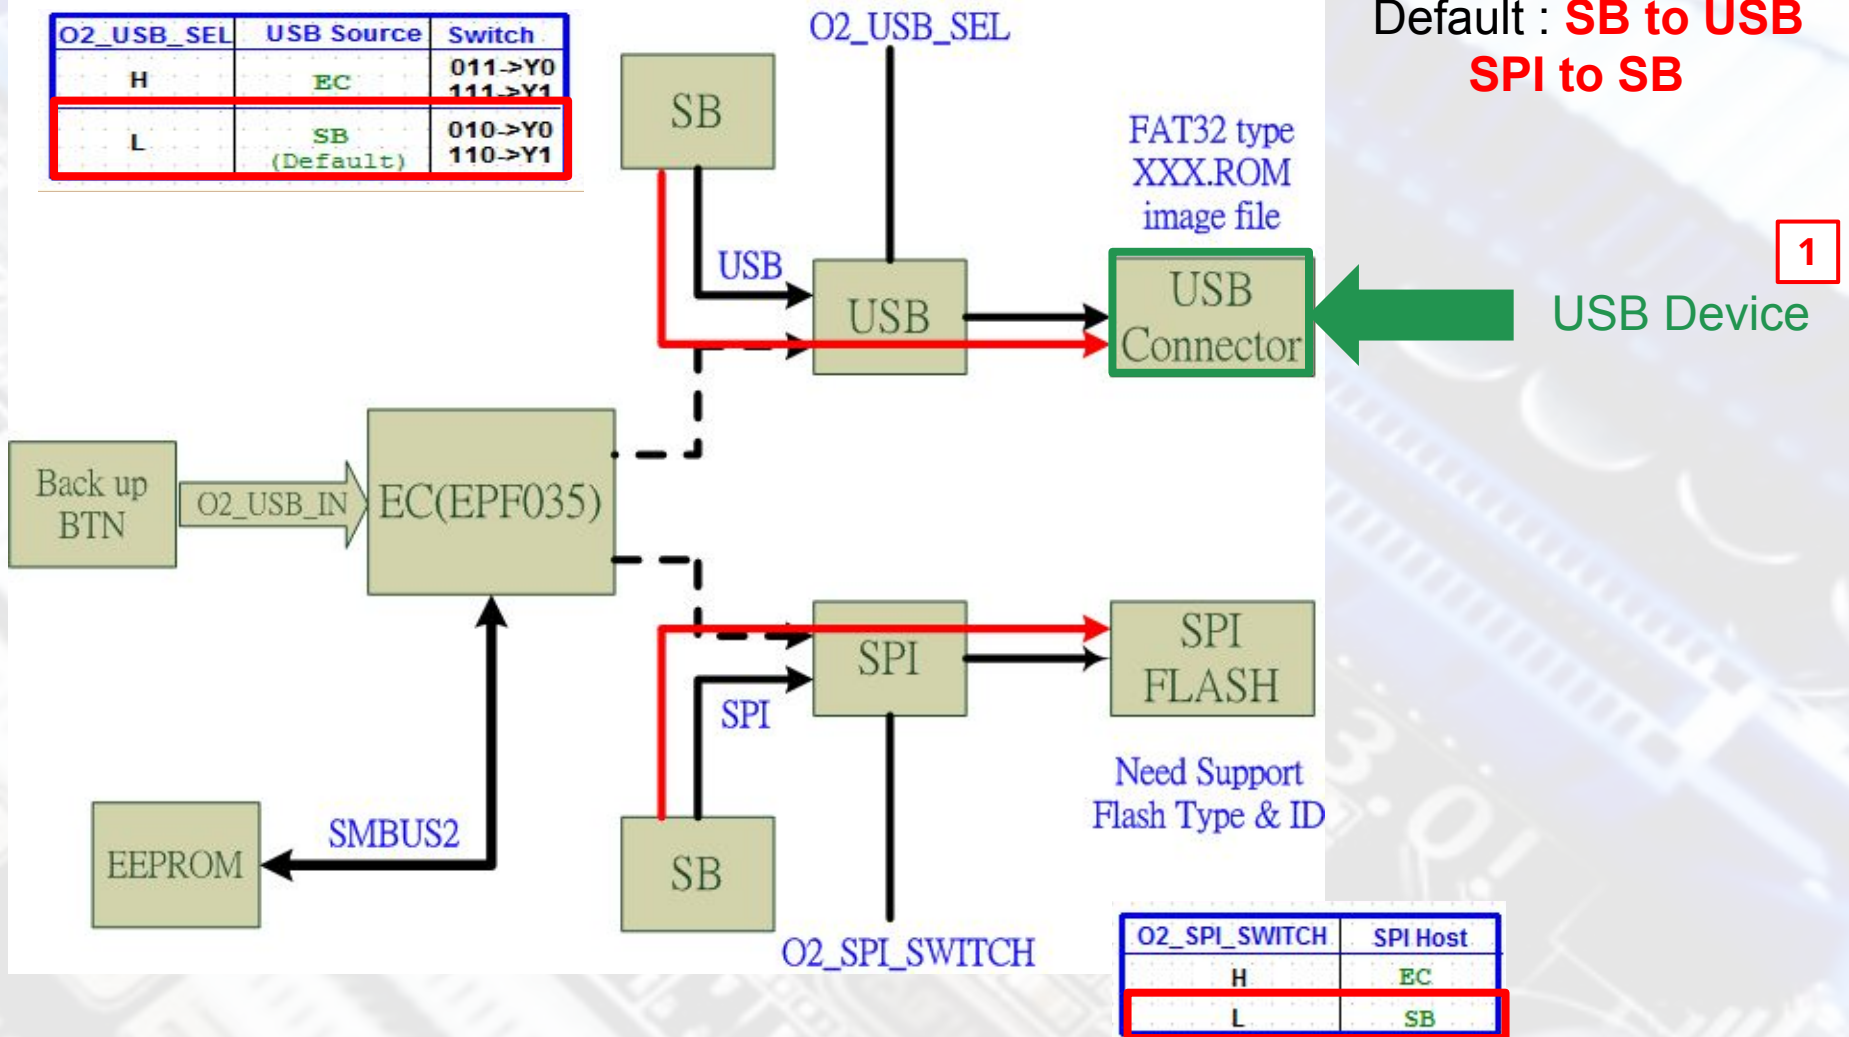 O2_USB_SEL USB Source Switch
H EC 011->Y0
111->Y1
L SB (Default) 010->Y0
110->Y1
O2_USB_SEL
Default : SB to USB
SPI to SB
SB
FAT32 type
XXX.ROM
image file
1
USB
USB
USB
Connector
USB Device
Back up
BTN
O2_USB_IN
EC(EPF035)
SPI
SPI
FLASH
SPI
Need Support
Flash Type & ID
SMBUS2
EEPROM
SB
O2_SPI_SWITCH
O2_SPI_SWITCH SPI Host
H EC
L SB